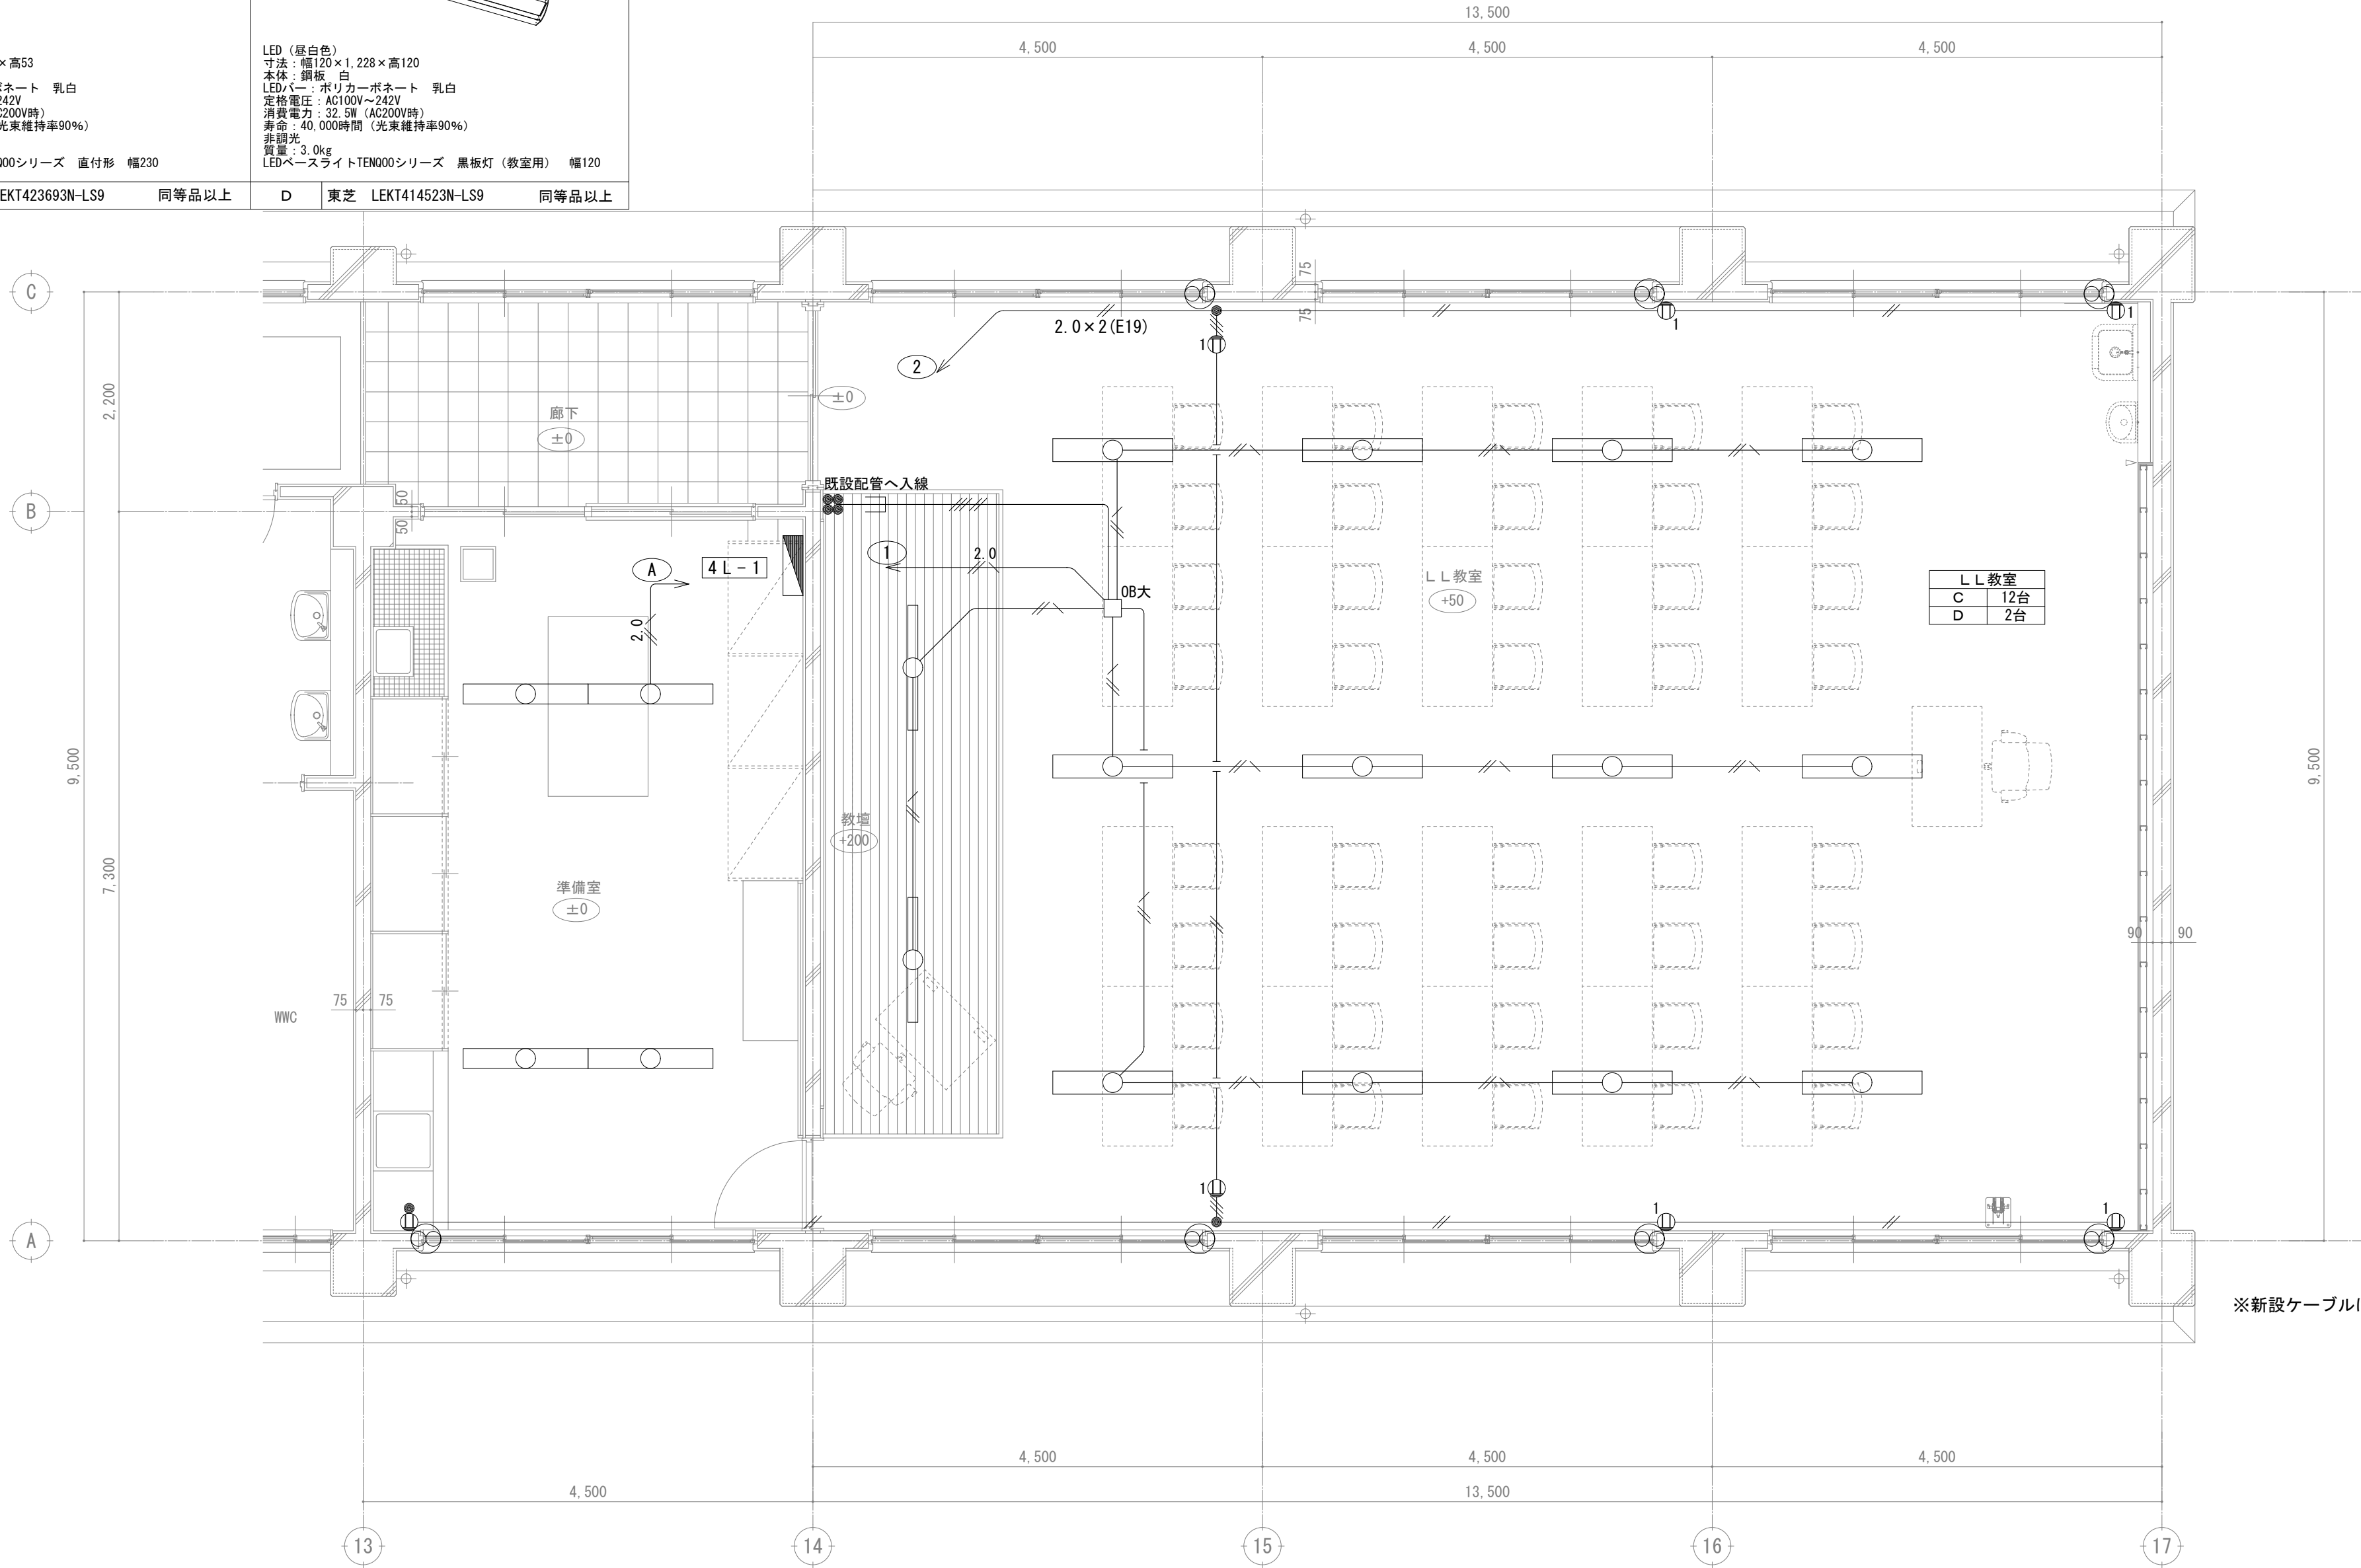 ×高53
ボネート　乳白
242V
C200V時）
光束維持率90%）
Q00シリーズ　直付形　幅230
EKT423693N-LS9　同等品以上
LED（昼白色）
寸法：幅120×1,228×高120
本体：鋼板　白
LEDバー：ポリカーボネート　乳白
定格電圧：AC100V～242V
消費電力：32.5W（AC200V時）
寿命：40,000時間（光束維持率90%）
非調光
質量：3.0kg
LEDベースライトTENQOOシリーズ　黒板灯（教室用）　幅120
D　東芝　LEKT414523N-LS9　同等品以上
13,500
4,500　4,500　4,500
C
75
75
2.0×2(E19)
1
1
1
2
±0
2,200
廊下
±0
既設配管へ入線
B
50
50
1
2.0
A
4L-1
2.0
OB大
ＬＬ教室
+50
ＬＬ教室
C　12台
D　2台
9,500
9,500
7,300
教壇
+200
準備室
±0
90　90
75　75
WWC
1
1
1
A
※新設ケーブルは
4,500　4,500　4,500
4,500
13,500
13　14　15　16　17